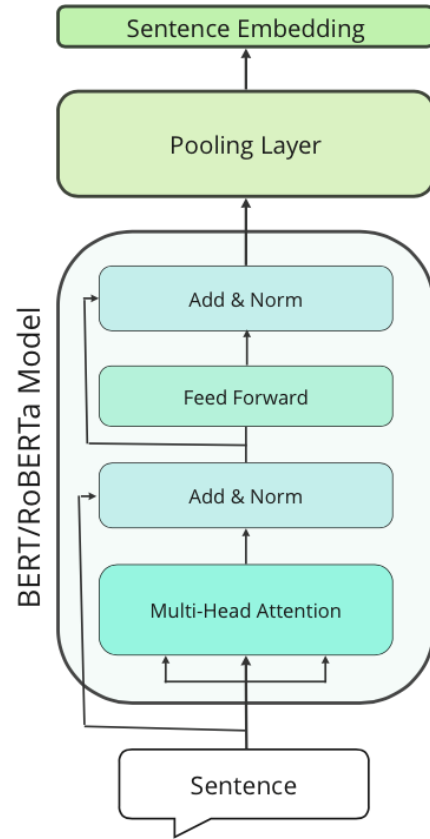 Sentence Embedding
Pooling Layer
BERT/RoBERTa Model
Add & Norm
Feed Forward
Add & Norm
Multi-Head Attention
Sentence